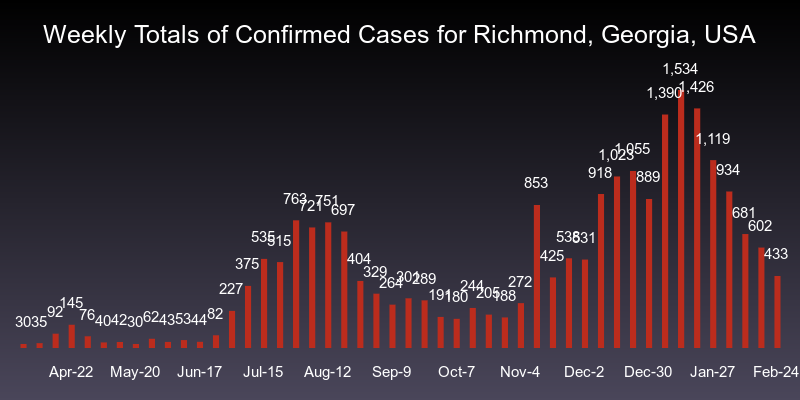 Weekly Totals of Confirmed Cases for Richmond, Georgia, USA
30 35 92 145 76 40 42 30 62 43 53 44 82 227 375 535 515 763 721 751 697 404 329 264 301 289 191 180 244 205 188 272 853 425 538 531 918 1,023 1,055 889 1,390 1,534 1,426 1,119 934 681 602 433
Apr-22 May-20 Jun-17 Jul-15 Aug-12 Sep-9 Oct-7 Nov-4 Dec-2 Dec-30 Jan-27 Feb-24